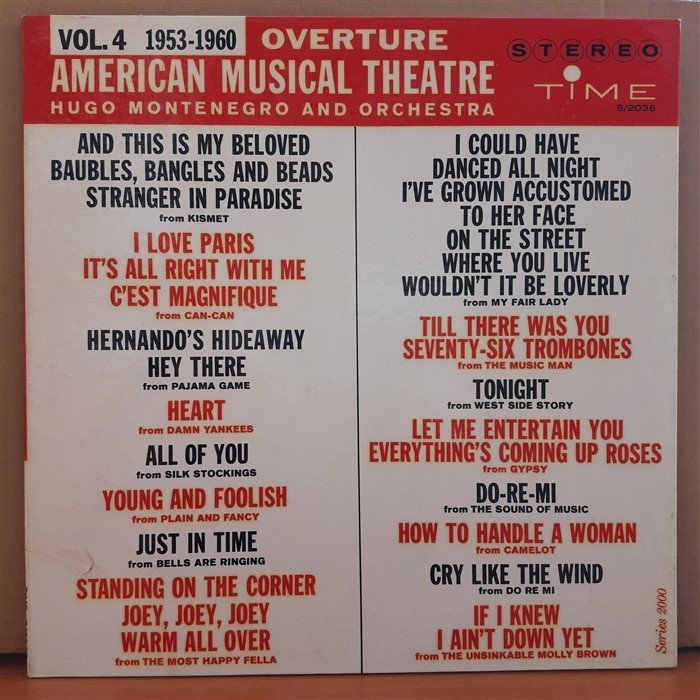 VOL. 4 1953-1960 OVERTURE
AMERICAN MUSICAL THEATRE
HUGO MONTENEGRO AND ORCHESTRA
STEREO
TIME
S/2038
AND THIS IS MY BELOVED
BAUBLES, BANGLES AND BEADS
STRANGER IN PARADISE
from KISMET
I LOVE PARIS
IT'S ALL RIGHT WITH ME
C'EST MAGNIFIQUE
from CAN-CAN
HERNANDO'S HIDEAWAY
HEY THERE
from PAJAMA GAME
HEART
from DAMN YANKEES
ALL OF YOU
from SILK STOCKINGS
YOUNG AND FOOLISH
from PLAIN AND FANCY
JUST IN TIME
from BELLS ARE RINGING
STANDING ON THE CORNER
JOEY, JOEY, JOEY
WARM ALL OVER
from THE MOST HAPPY FELLA
I COULD HAVE
DANCED ALL NIGHT
I'VE GROWN ACCUSTOMED
TO HER FACE
ON THE STREET
WHERE YOU LIVE
WOULDN'T IT BE LOVERLY
from MY FAIR LADY
TILL THERE WAS YOU
SEVENTY-SIX TROMBONES
from THE MUSIC MAN
TONIGHT
from WEST SIDE STORY
LET ME ENTERTAIN YOU
EVERYTHING'S COMING UP ROSES
from GYPSY
DO-RE-MI
from THE SOUND OF MUSIC
HOW TO HANDLE A WOMAN
from CAMELOT
CRY LIKE THE WIND
from DO RE MI
IF I KNEW
I AIN'T DOWN YET
from THE UNSINKABLE MOLLY BROWN
Series 2000